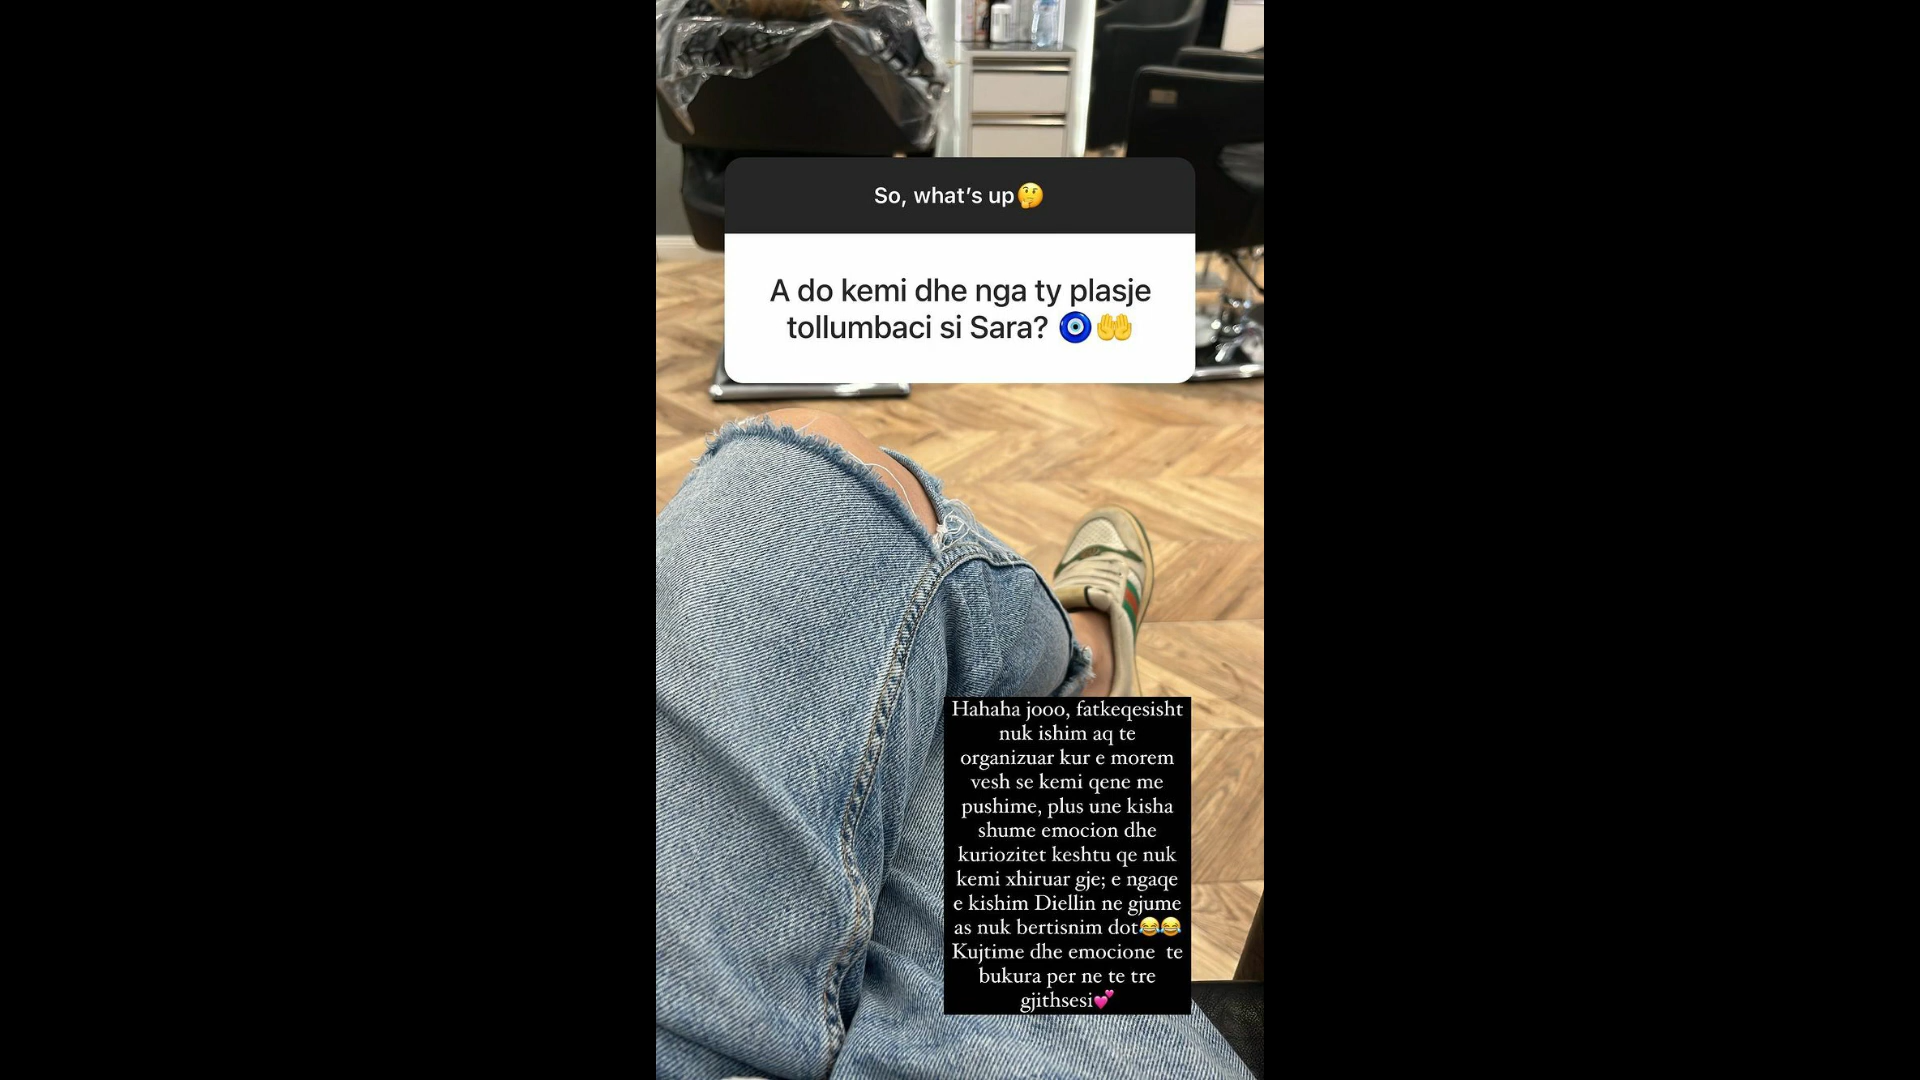 So, what’s up🤔
A do kemi dhe nga ty plasje
tollumbaci si Sara? 🧿🤲
Hahaha jooo, fatkeqesisht
nuk ishim aq te
organizuar kur e morem
vesh se kemi qene me
pushime, plus une kisha
shume emocion dhe
kuriozitet keshtu qe nuk
kemi xhiruar gje; e ngaqe
e kishim Diellin ne gjume
as nuk bertisnim dot😂😂
Kujtime dhe emocione  te
bukura per ne te tre
gjithsesi💕